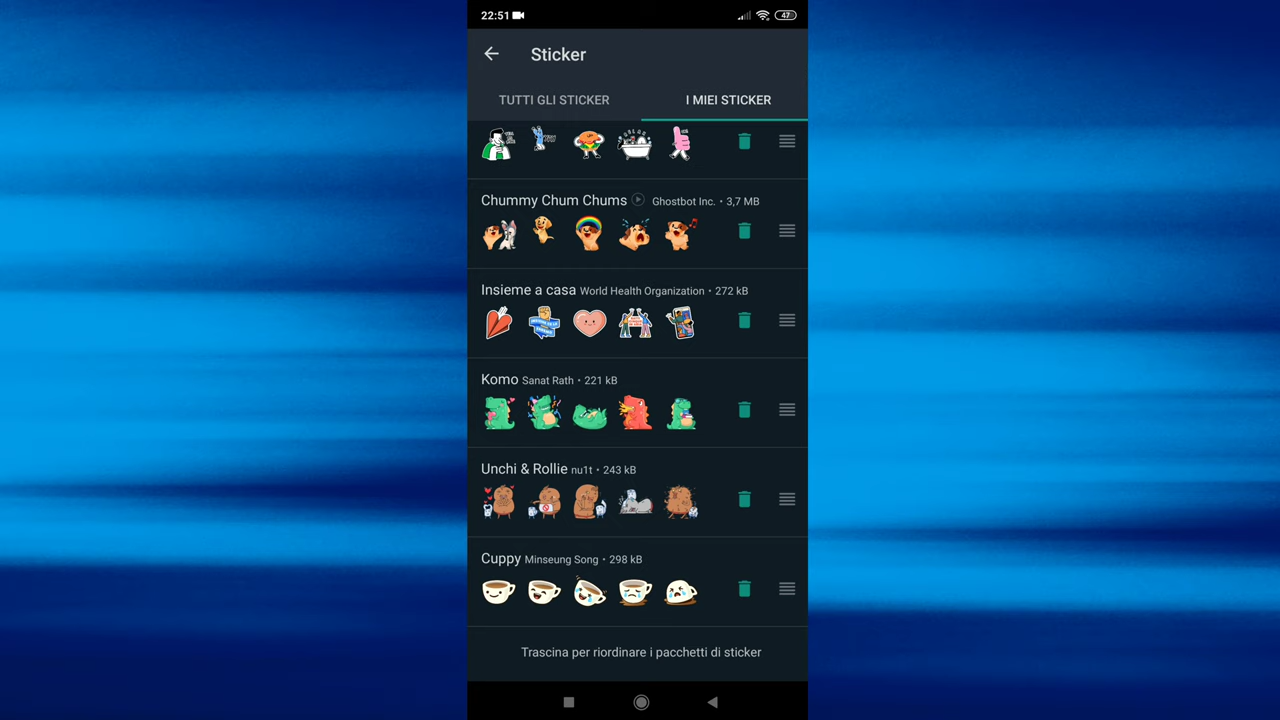 22:51
47
Sticker
TUTTI GLI STICKER
I MIEI STICKER
Chummy Chum Chums Ghostbot Inc. • 3,7 MB
Insieme a casa World Health Organization • 272 kB
Komo Sanat Rath • 221 kB
Unchi & Rollie nu1t • 243 kB
Cuppy Minseung Song • 298 kB
Trascina per riordinare i pacchetti di sticker